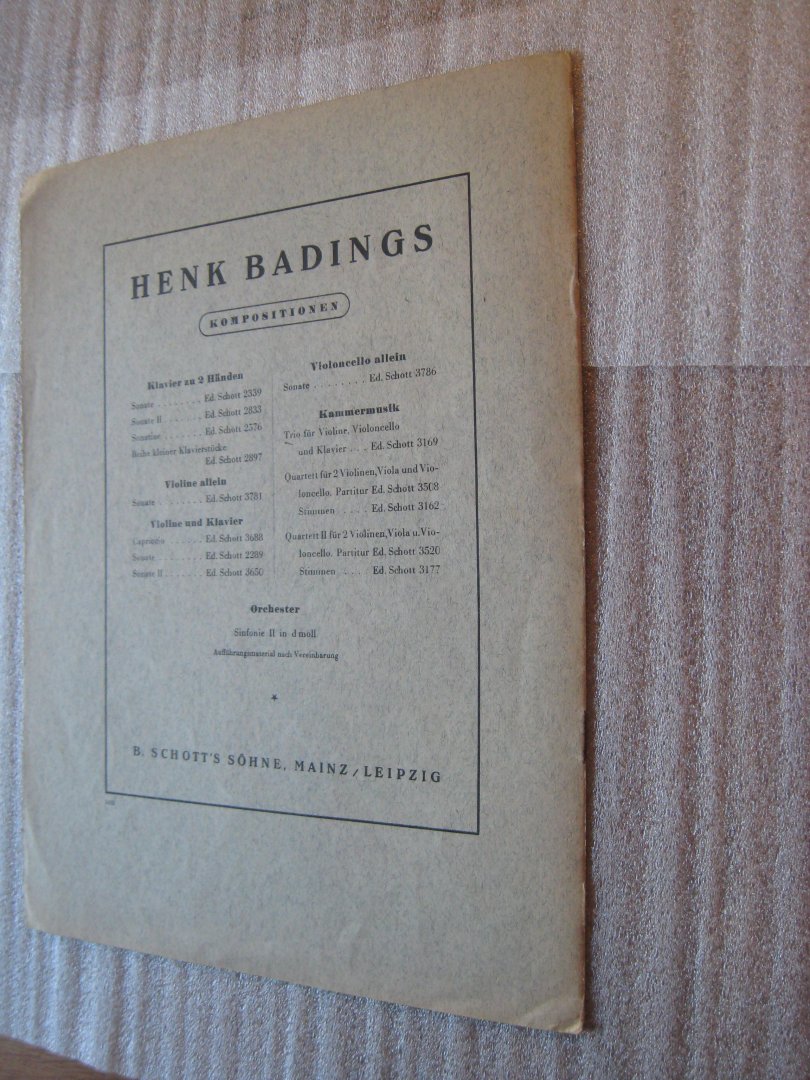 HENK BADINGS
KOMPOSITIONEN
Klavier zu 2 Händen
Sonate . . . . . . . . Ed. Schott 2339
Sonate II . . . . . . . Ed. Schott 2833
Sonatine . . . . . . . Ed. Schott 2576
Reihe kleiner Klavierstücke
Ed. Schott 2897
Violine allein
Sonate . . . . . . . . Ed. Schott 3781
Violine und Klavier
Capriccio . . . . . . Ed. Schott 3688
Sonate . . . . . . . . Ed. Schott 2289
Sonate II . . . . . . . Ed. Schott 3650
Violoncello allein
Sonate . . . . . . . . . Ed. Schott 3786
Kammermusik
Trio für Violine, Violoncello
und Klavier . . . Ed. Schott 3169
Quartett für 2 Violinen, Viola und Vio-
loncello. Partitur Ed. Schott 3508
Stimmen . . . . Ed. Schott 3162
Quartett II für 2 Violinen, Viola u. Vio-
loncello. Partitur Ed. Schott 3520
Stimmen . . . . Ed. Schott 3177
Orchester
Sinfonie II in d moll
Aufführungsmaterial nach Vereinbarung
*
B. SCHOTT'S SÖHNE, MAINZ / LEIPZIG